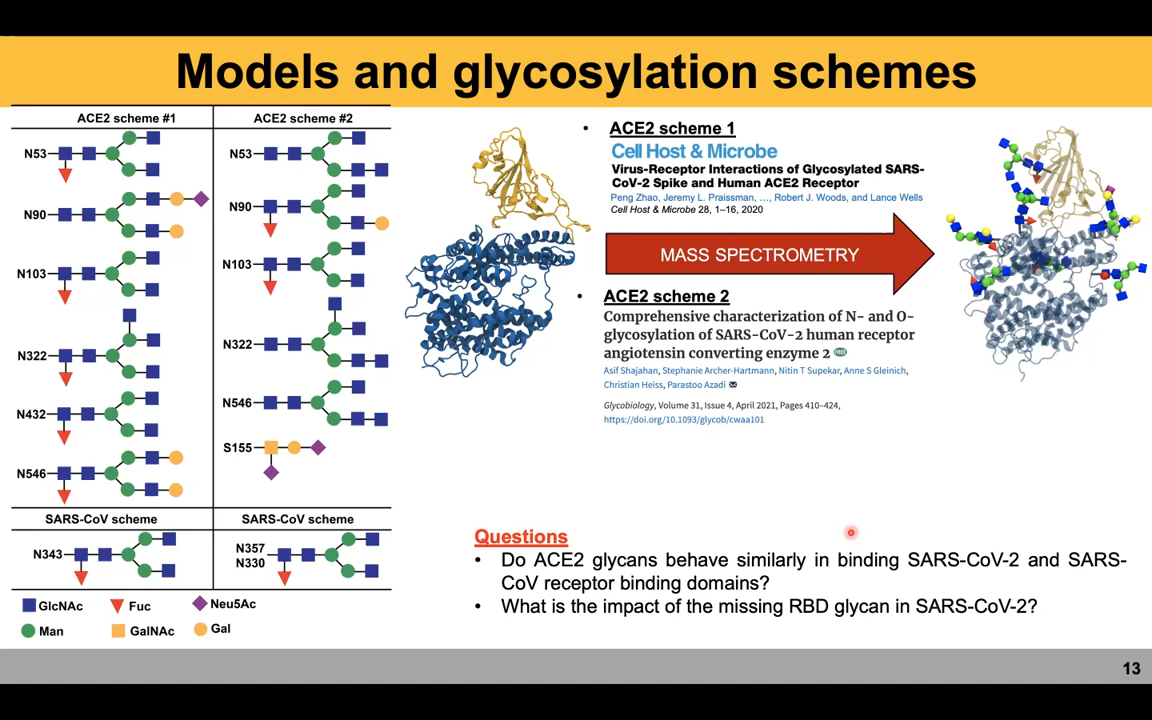 Models and glycosylation schemes
ACE2 scheme #1
N53
N90
N103
N322
N432
N546
ACE2 scheme #2
N53
N90
N103
N322
N546
S155
SARS-CoV scheme
N343
SARS-CoV scheme
N357
N330
GlcNAc
Fuc
Neu5Ac
Man
GalNAc
Gal
• ACE2 scheme 1
Cell Host & Microbe
Virus-Receptor Interactions of Glycosylated SARS-
CoV-2 Spike and Human ACE2 Receptor
Peng Zhao, Jeremy L. Praissman, …, Robert J. Woods, and Lance Wells
Cell Host & Microbe 28, 1–16, 2020
MASS SPECTROMETRY
• ACE2 scheme 2
Comprehensive characterization of N- and O-
glycosylation of SARS-CoV-2 human receptor
angiotensin converting enzyme 2
Asif Shajahan, Stephanie Archer-Hartmann, Nitin T Supekar, Anne S Gleinich,
Christian Heiss, Parastoo Azadi
Glycobiology, Volume 31, Issue 4, April 2021, Pages 410–424,
https://doi.org/10.1093/glycob/cwaa101
Questions
• Do ACE2 glycans behave similarly in binding SARS-CoV-2 and SARS-
CoV receptor binding domains?
• What is the impact of the missing RBD glycan in SARS-CoV-2?
13